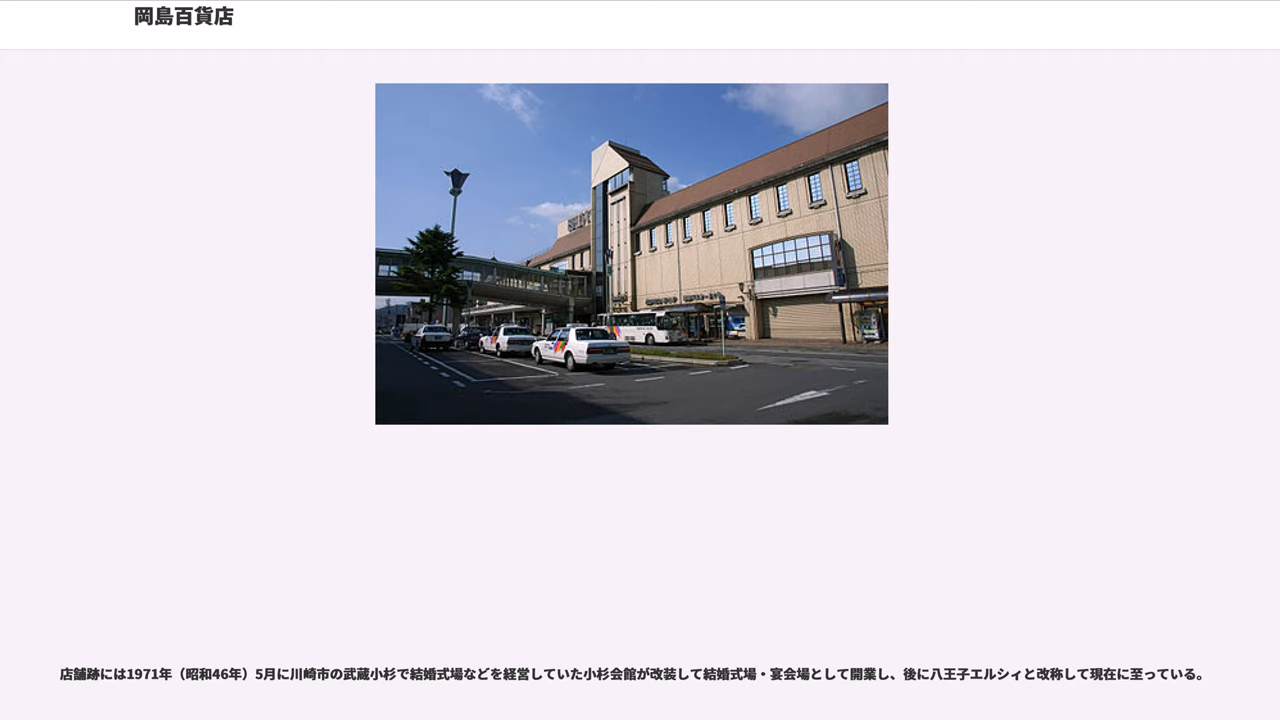 岡島百貨店
店舗跡には1971年（昭和46年）5月に川崎市の武蔵小杉で結婚式場などを経営していた小杉会館が改装して結婚式場・宴会場として開業し、後に八王子エルシィと改称して現在に至っている。